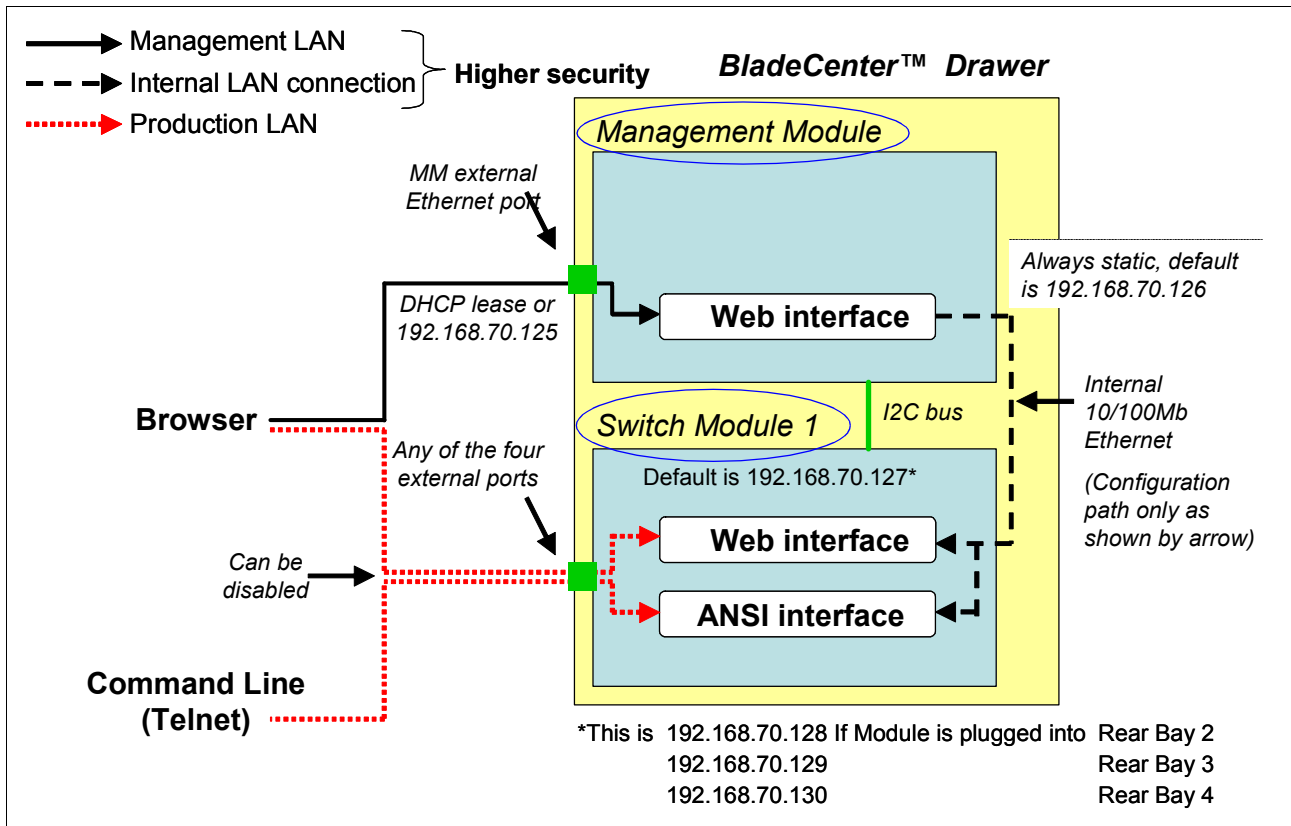 Management LAN
Internal LAN connection
Production LAN
Higher security
BladeCenter™ Drawer
Management Module
MM external
Ethernet port
DHCP lease or
192.168.70.125
Web interface
Always static, default
is 192.168.70.126
Browser
I2C bus
Internal
10/100Mb
Ethernet
(Configuration
path only as
shown by arrow)
Switch Module 1
Any of the four
external ports
Default is 192.168.70.127*
Web interface
Can be
disabled
ANSI interface
Command Line
(Telnet)
*This is 192.168.70.128 If Module is plugged into Rear Bay 2
192.168.70.129 Rear Bay 3
192.168.70.130 Rear Bay 4